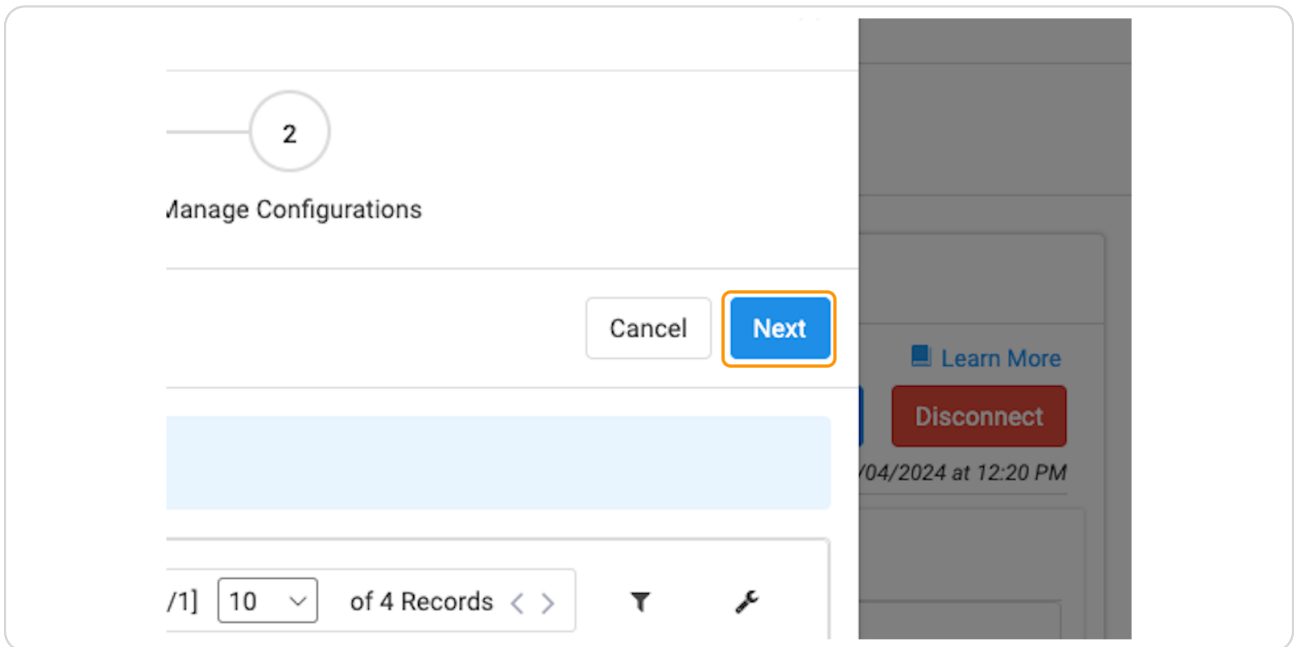 2
Manage Configurations
Cancel
Next
Learn More
Disconnect
/04/2024 at 12:20 PM
/1] 10 of 4 Records